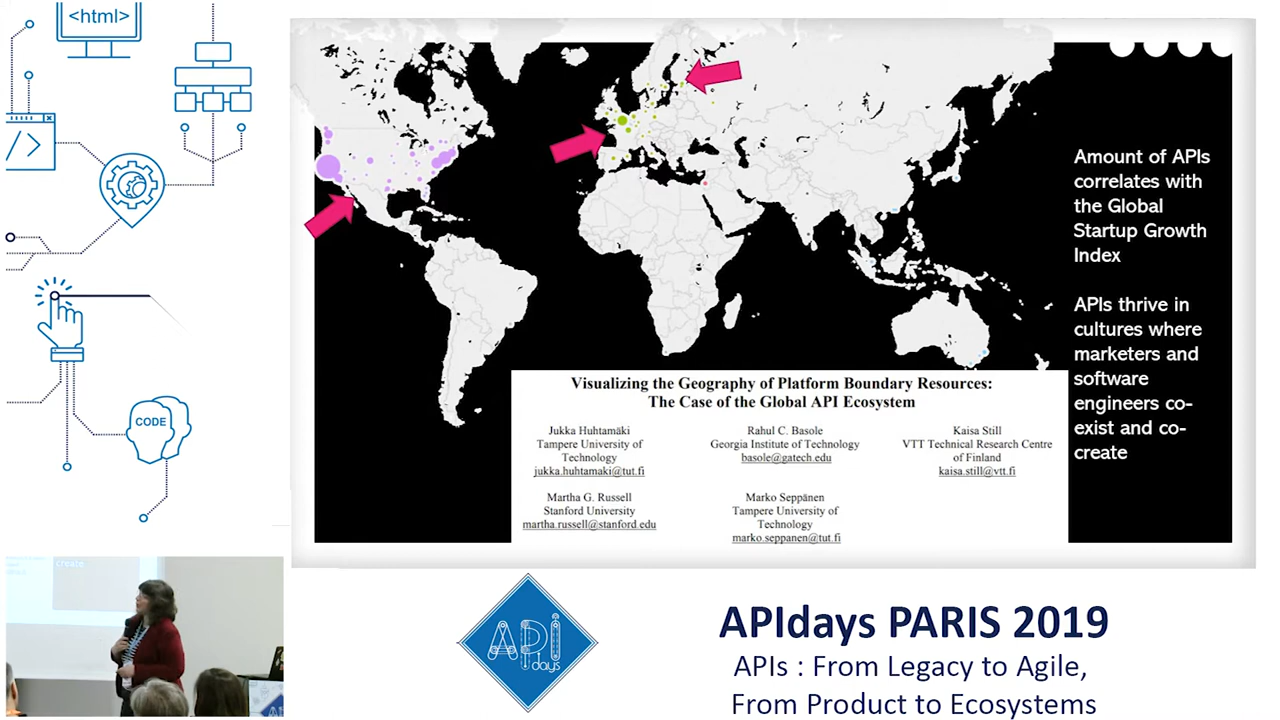 <html>
</>
CODE
Amount of APIs
correlates with
the Global
Startup Growth
Index
APIs thrive in
cultures where
marketers and
software
engineers co-
exist and co-
create
Visualizing the Geography of Platform Boundary Resources:
The Case of the Global API Ecosystem
Jukka Huhtamäki
Tampere University of
Technology
jukka.huhtamaki@tut.fi
Rahul C. Basole
Georgia Institute of Technology
basole@gatech.edu
Kaisa Still
VTT Technical Research Centre
of Finland
kaisa.still@vtt.fi
Martha G. Russell
Stanford University
martha.russell@stanford.edu
Marko Seppänen
Tampere University of
Technology
marko.seppanen@tut.fi
create
API
days
APIdays PARIS 2019
APIs : From Legacy to Agile,
From Product to Ecosystems